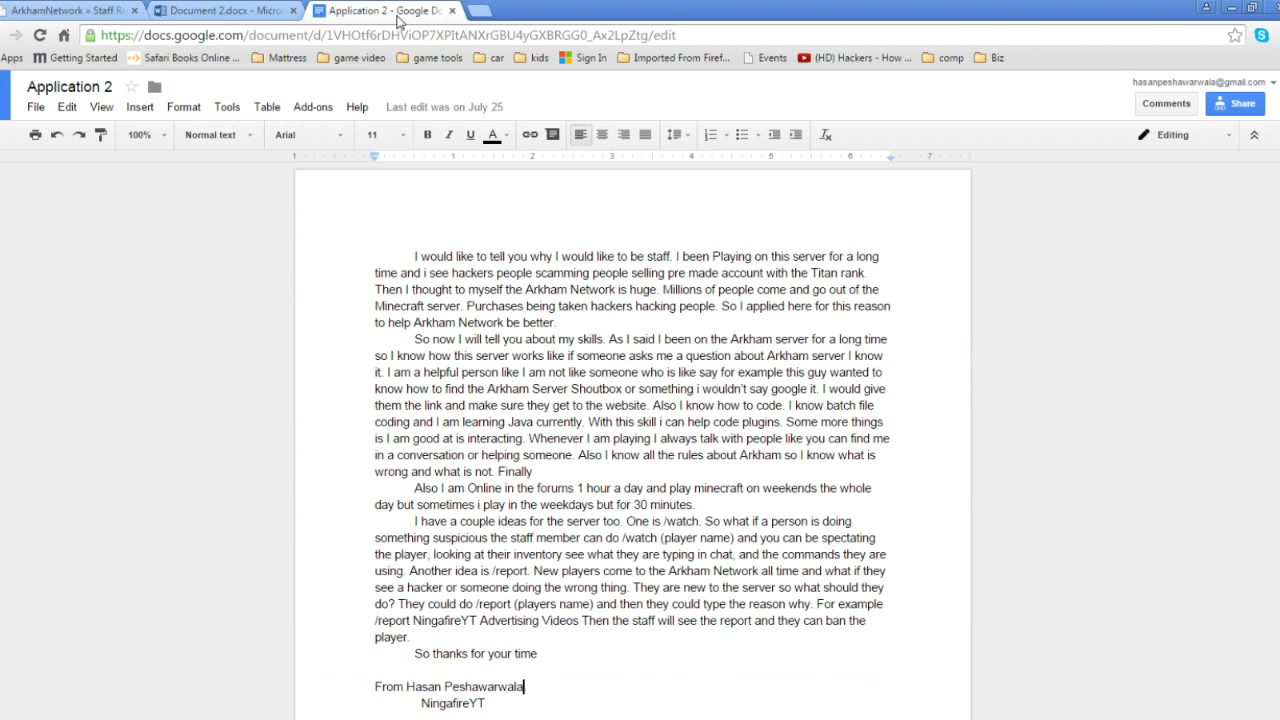 ArkhamNetwork » Staff R
Document 2.docx - Micro
Application 2 - Google Do
https://docs.google.com/document/d/1VHOtf6rDHViOP7XPItANXrGBU4yGXBRGG0_Ax2LpZtg/edit
Apps Getting Started Safari Books Online ... Mattress game video game tools car kids Sign In Imported From Firef... Events (HD) Hackers - How ... comp Biz
Application 2
hasanpeshawarwala@gmail.com
File Edit View Insert Format Tools Table Add-ons Help Last edit was on July 25
Comments Share
100% Normal text Arial 11 B I U A Editing
1 1 2 3 4 5 6 7
I would like to tell you why I would like to be staff. I been Playing on this server for a long
time and i see hackers people scamming people selling pre made account with the Titan rank.
Then I thought to myself the Arkham Network is huge. Millions of people come and go out of the
Minecraft server. Purchases being taken hackers hacking people. So I applied here for this reason
to help Arkham Network be better.
So now I will tell you about my skills. As I said I been on the Arkham server for a long time
so I know how this server works like if someone asks me a question about Arkham server I know
it. I am a helpful person like I am not like someone who is like say for example this guy wanted to
know how to find the Arkham Server Shoutbox or something i wouldn't say google it. I would give
them the link and make sure they get to the website. Also I know how to code. I know batch file
coding and I am learning Java currently. With this skill i can help code plugins. Some more things
is I am good at is interacting. Whenever I am playing I always talk with people like you can find me
in a conversation or helping someone. Also I know all the rules about Arkham so I know what is
wrong and what is not. Finally
Also I am Online in the forums 1 hour a day and play minecraft on weekends the whole
day but sometimes i play in the weekdays but for 30 minutes.
I have a couple ideas for the server too. One is /watch. So what if a person is doing
something suspicious the staff member can do /watch (player name) and you can be spectating
the player, looking at their inventory see what they are typing in chat, and the commands they are
using. Another idea is /report. New players come to the Arkham Network all time and what if they
see a hacker or someone doing the wrong thing. They are new to the server so what should they
do? They could do /report (players name) and then they could type the reason why. For example
/report NingafireYT Advertising Videos Then the staff will see the report and they can ban the
player.
So thanks for your time
From Hasan Peshawarwala
NingafireYT